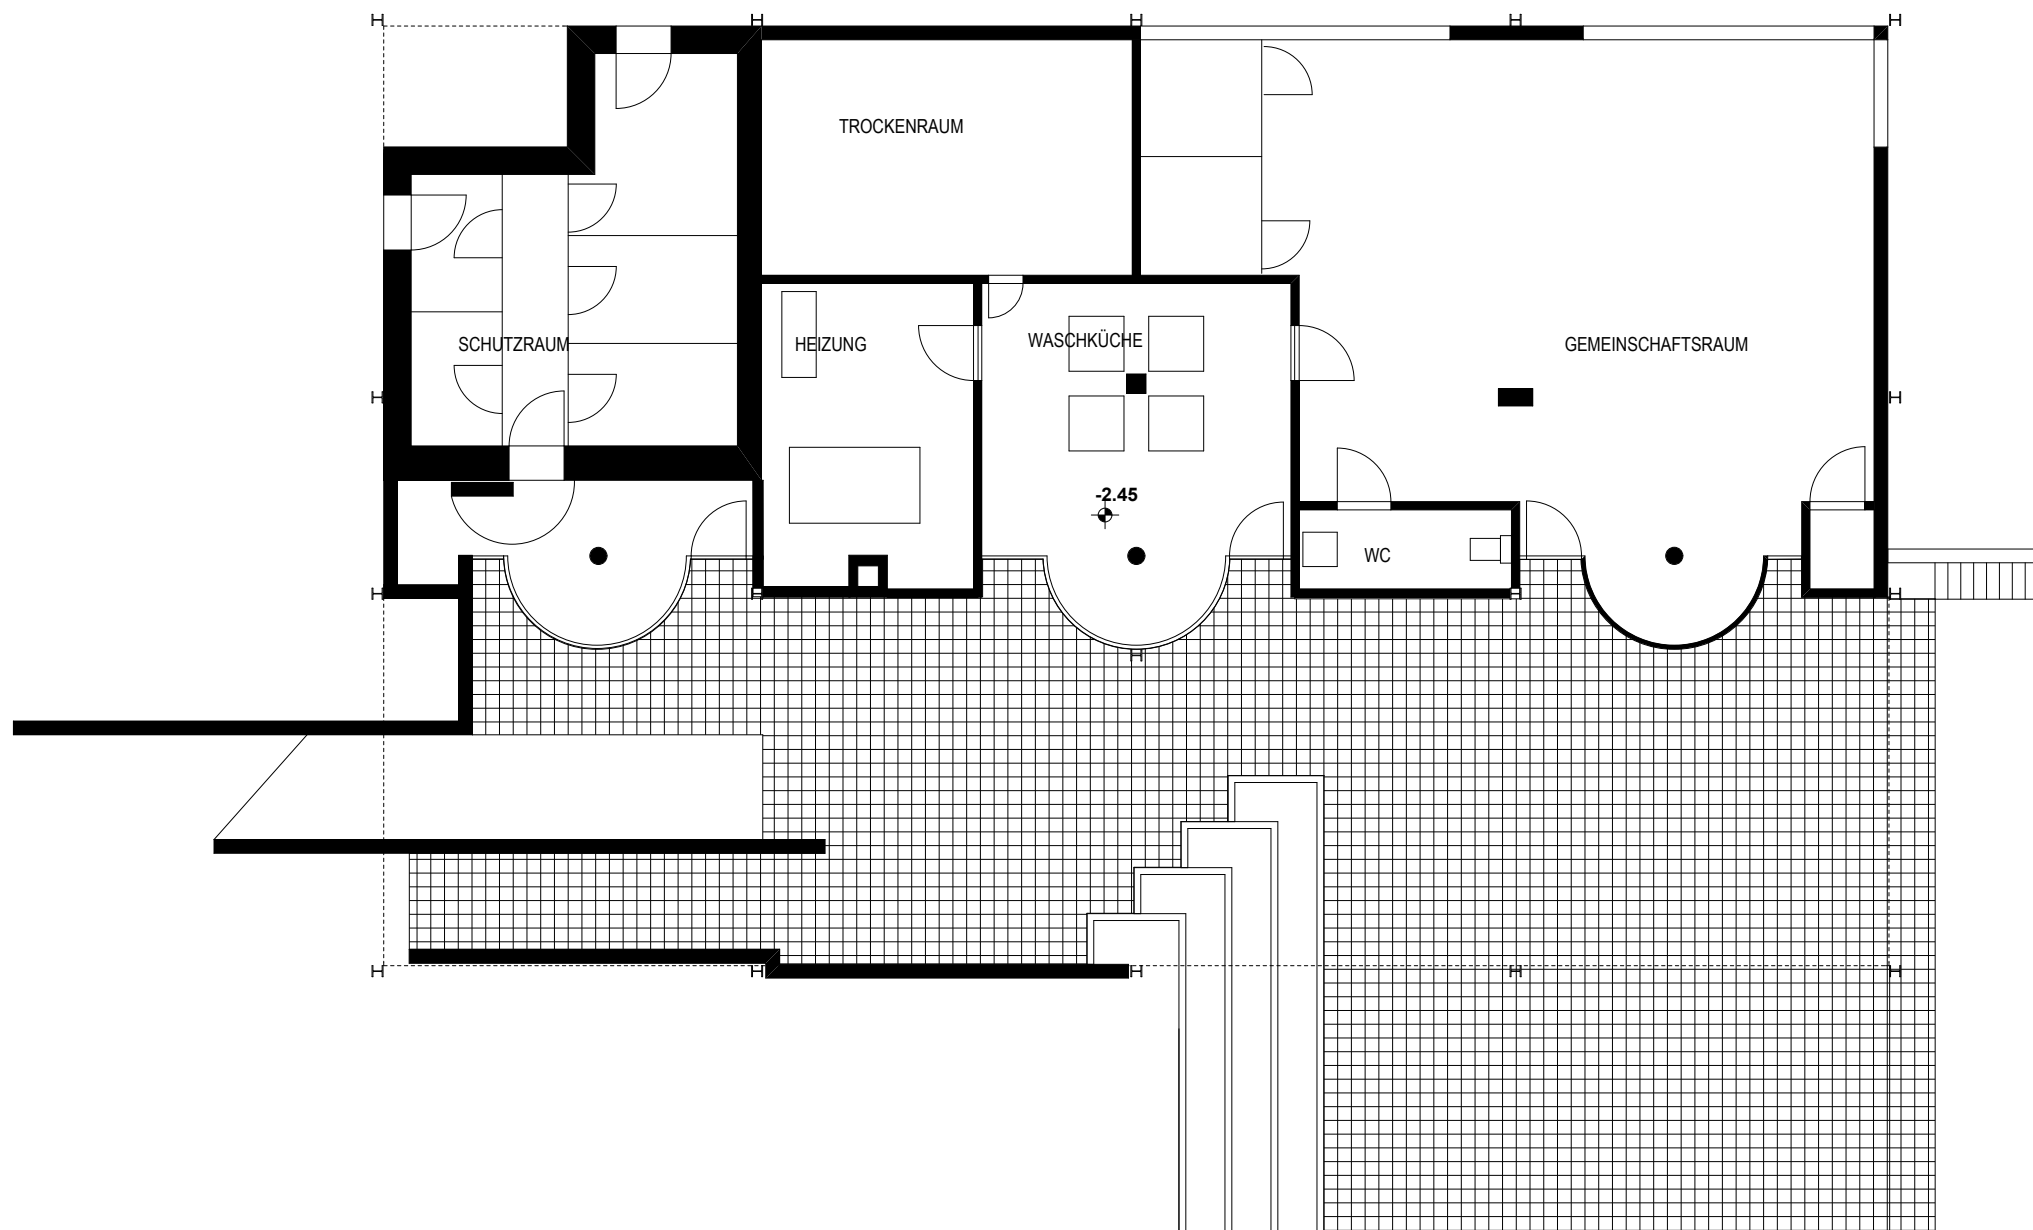 TROCKENRAUM
SCHUTZRAUM
HEIZUNG
WASCHKÜCHE
GEMEINSCHAFTSRAUM
-2.45
WC